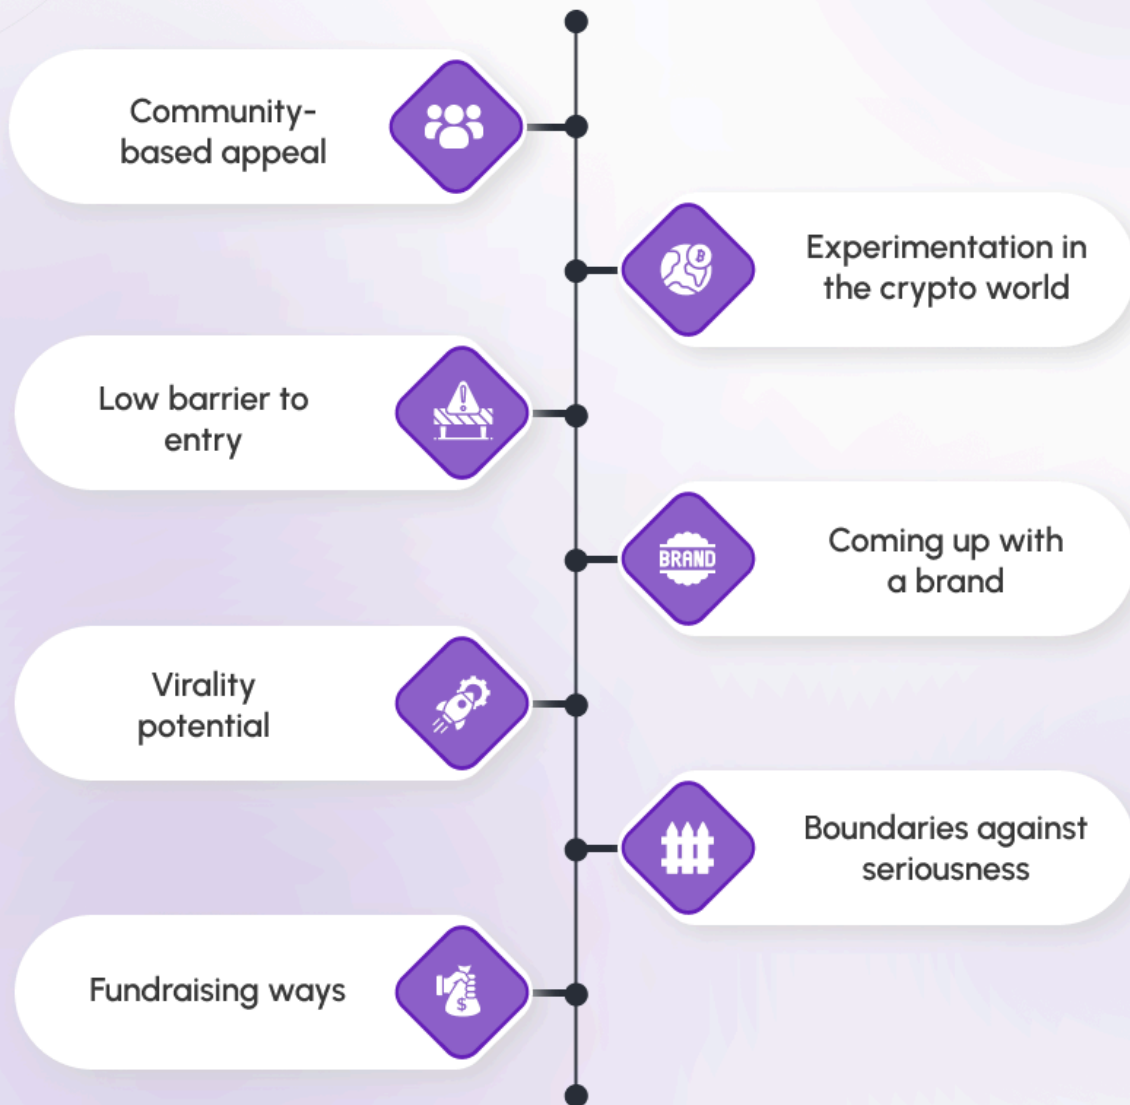 Community-
based appeal
Experimentation in
the crypto world
Low barrier to
entry
BRAND
Coming up with
a brand
Virality
potential
Boundaries against
seriousness
Fundraising ways
$